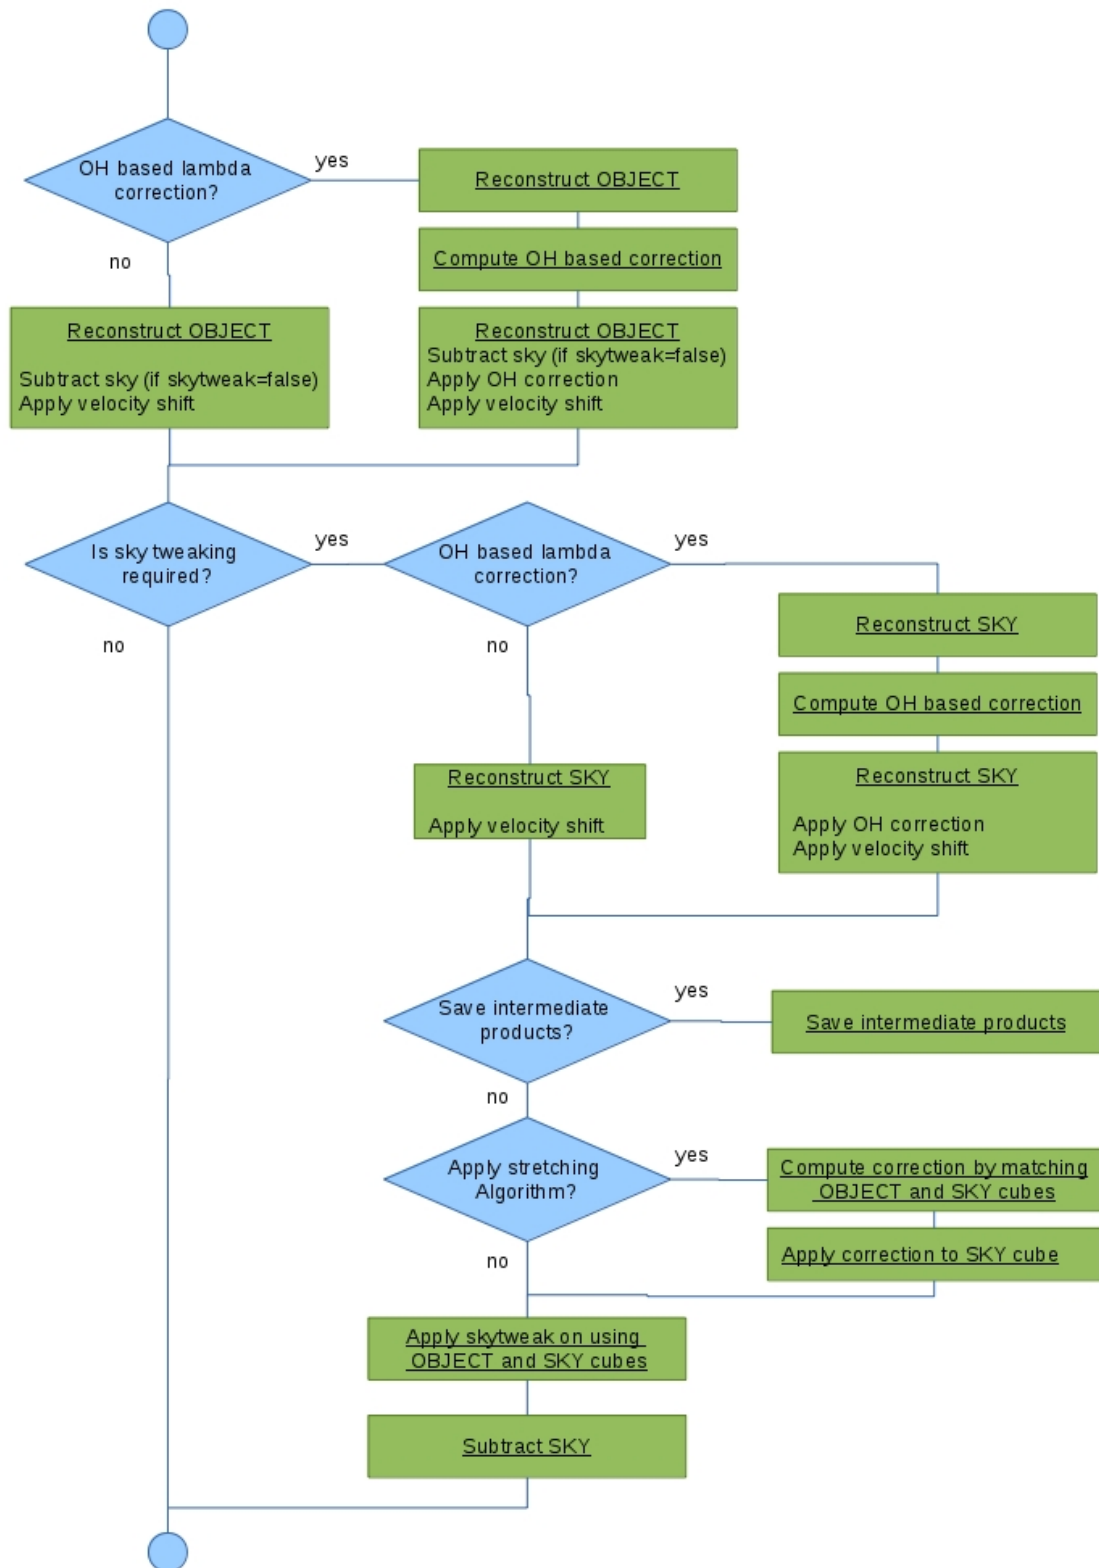 OH based lambda
correction?
yes
no
Reconstruct OBJECT
Compute OH based correction
Reconstruct OBJECT
Subtract sky (if skytweak=false)
Apply OH correction
Apply velocity shift
Reconstruct OBJECT
Subtract sky (if skytweak=false)
Apply velocity shift
Is sky tweaking
required?
yes
no
OH based lambda
correction?
yes
no
Reconstruct SKY
Compute OH based correction
Reconstruct SKY
Apply OH correction
Apply velocity shift
Reconstruct SKY
Apply velocity shift
Save intermediate
products?
yes
Save intermediate products
no
Apply stretching
Algorithm?
yes
Compute correction by matching
OBJECT and SKY cubes
Apply correction to SKY cube
no
Apply skytweak on using
OBJECT and SKY cubes
Subtract SKY